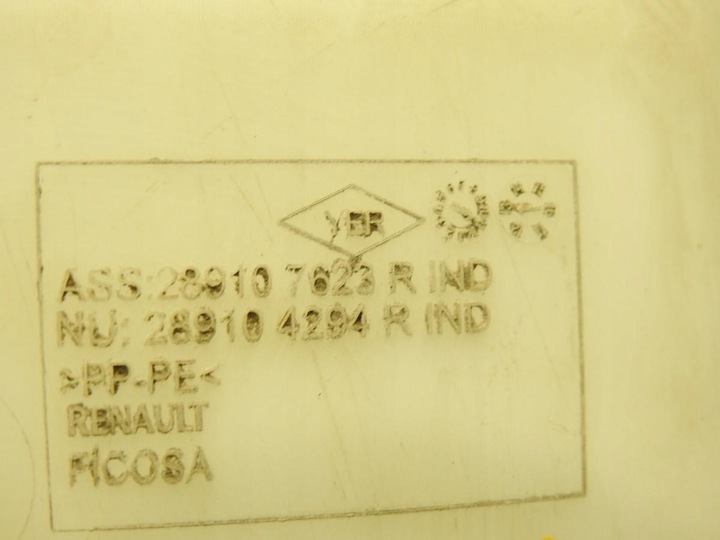 YBR
ASS:28910 7623 R IND
NU: 28910 4294 R IND
>PP-PE<
RENAULT
FICOSA